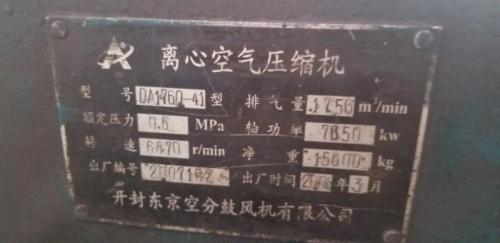 离心空气压缩机
型号 DA1760-41 型 排气量 1750 m³/min
额定压力 0.6 MPa 轴功率 7850 kw
转速 6870 r/min 净重 15600 kg
出厂编号 出厂时间 年3月
开封东京空分鼓风机有限公司